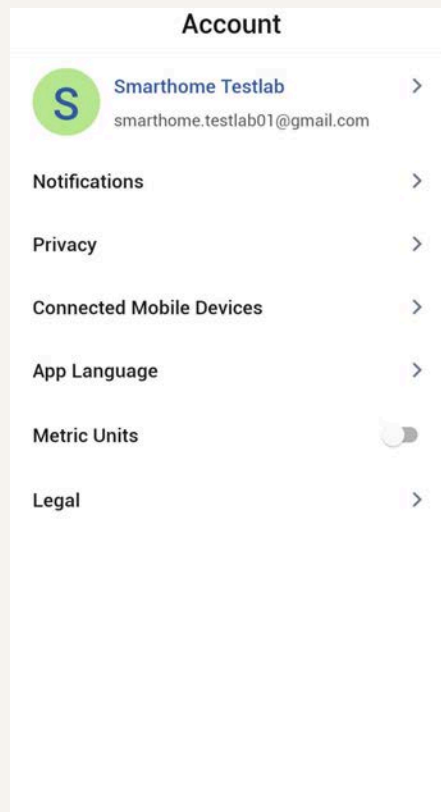 Account
S
Smarthome Testlab
smarthome.testlab01@gmail.com
Notifications
Privacy
Connected Mobile Devices
App Language
Metric Units
Legal